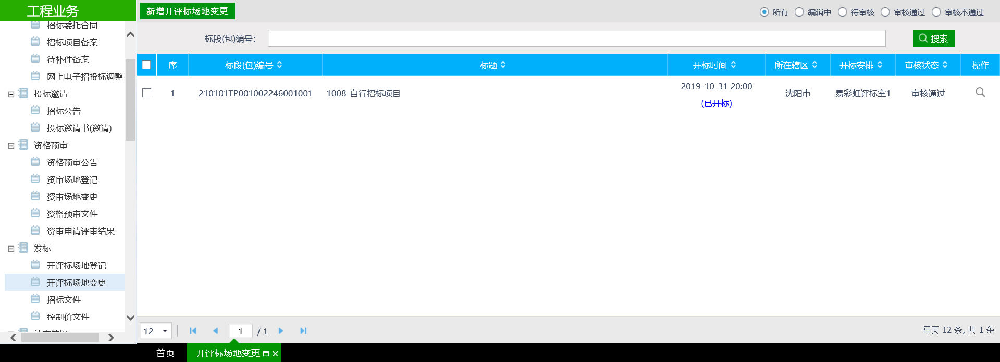 工程业务
招标委托合同
招标项目备案
待补件备案
网上电子招投标调整
投标邀请
招标公告
投标邀请书(邀请)
资格预审
资格预审公告
资审场地登记
资审场地变更
资格预审文件
资审申请评审结果
发标
开评标场地登记
开评标场地变更
招标文件
控制价文件
新增开评标场地变更
所有 编辑中 待审核 审核通过 审核不通过
标段(包)编号： 搜索
序 标段(包)编号 标题 开标时间 所在辖区 开标安排 审核状态 操作
1 210101TP001002246001001 1008-自行招标项目 2019-10-31 20:00 沈阳市 易彩虹评标室1 审核通过
(已开标)
12 1 / 1 每页 12 条, 共 1 条
首页 开评标场地变更